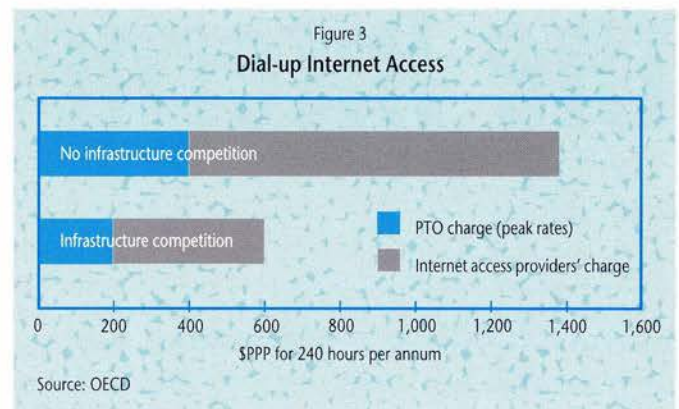 Figure 3
Dial-up Internet Access
No infrastructure competition
Infrastructure competition
PTO charge (peak rates)
Internet access providers' charge
0 200 400 600 800 1,000 1,200 1,400 1,600
$PPP for 240 hours per annum
Source: OECD